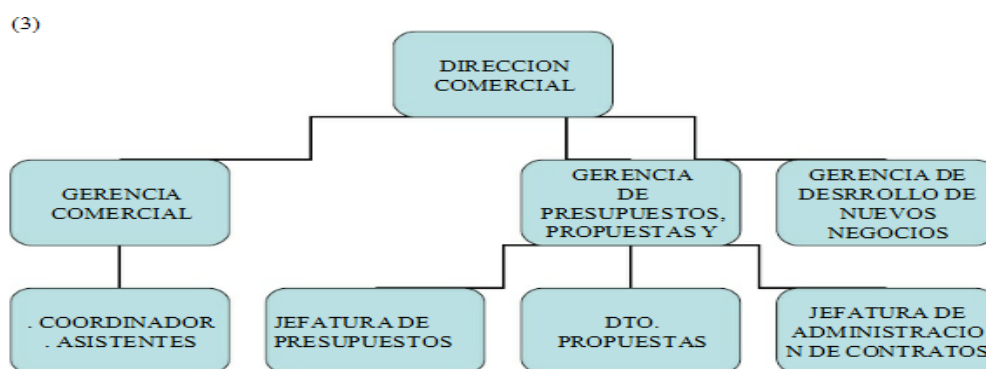 (3)
DIRECCION
COMERCIAL
GERENCIA
COMERCIAL
GERENCIA
DE
PRESUPUESTOS,
PROPUESTAS Y
GERENCIA DE
DESRROLLO DE
NUEVOS
NEGOCIOS
. COORDINADOR
. ASISTENTES
JEFATURA DE
PRESUPUESTOS
DTO.
PROPUESTAS
JEFATURA DE
ADMINISTRACIO
N DE CONTRATOS